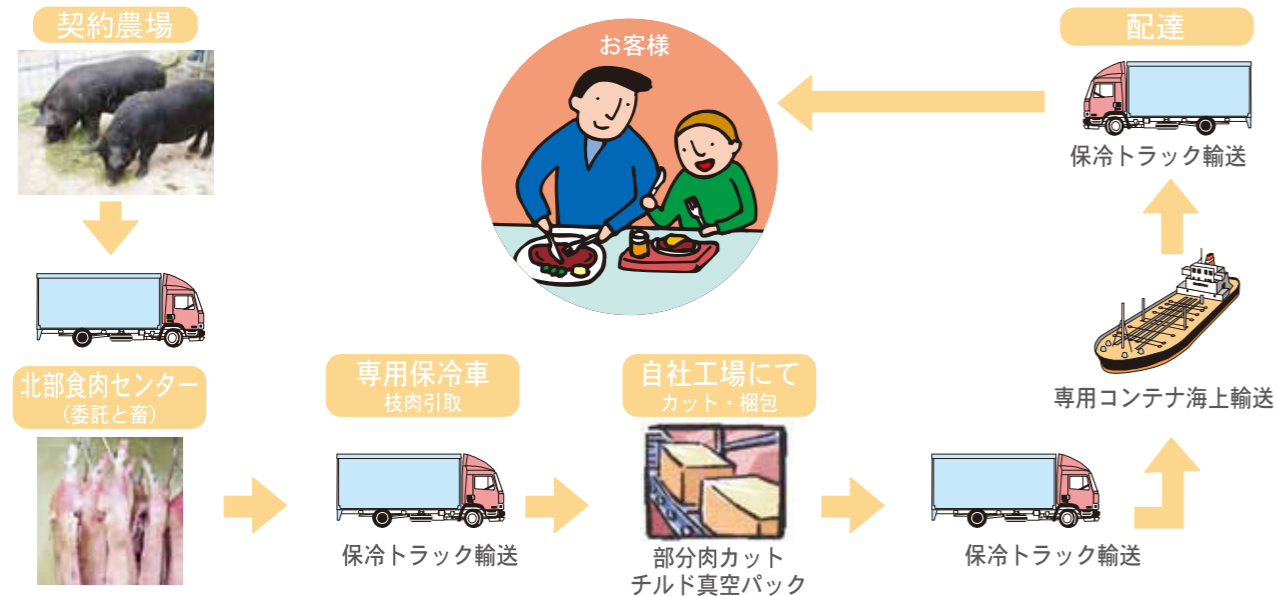 契約農場
北部食肉センター
（委託と畜）
専用保冷車
枝肉引取
保冷トラック輸送
自社工場にて
カット・梱包
部分肉カット
チルド真空パック
保冷トラック輸送
専用コンテナ海上輸送
配達
保冷トラック輸送
お客様